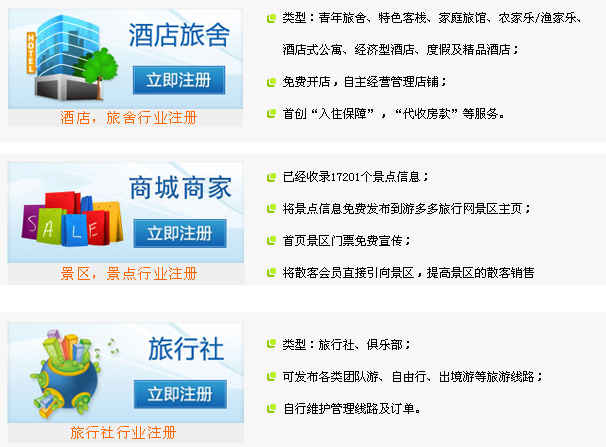 HOTEL
酒店旅舍
立即注册
酒店，旅舍行业注册
类型：青年旅舍、特色客栈、家庭旅馆、农家乐/渔家乐、
酒店式公寓、经济型酒店、度假及精品酒店；
免费开店，自主经营管理店铺；
首创“入住保障”，“代收房款”等服务。
商城商家
SALE
立即注册
景区，景点行业注册
已经收录17201个景点信息；
将景点信息免费发布到游多多旅行网景区主页；
首页景区门票免费宣传；
将散客会员直接引向景区，提高景区的散客销售
旅行社
立即注册
旅行社行业注册
类型：旅行社、俱乐部；
可发布各类团队游、自由行、出境游等旅游线路；
自行维护管理线路及订单。